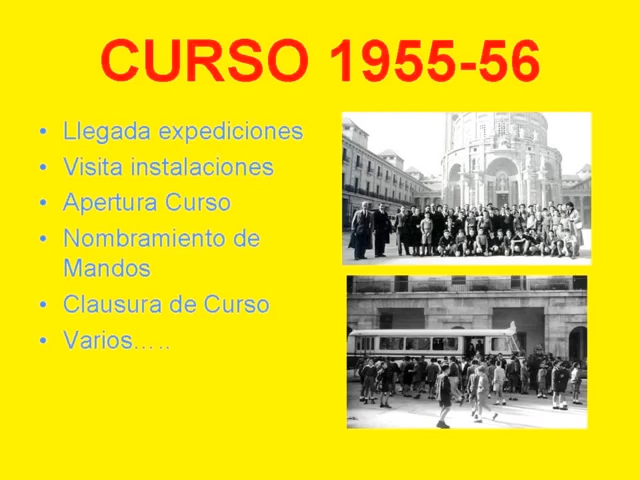 CURSO 1955-56
• Llegada expediciones
• Visita instalaciones
• Apertura Curso
• Nombramiento de
Mandos
• Clausura de Curso
• Varios…..